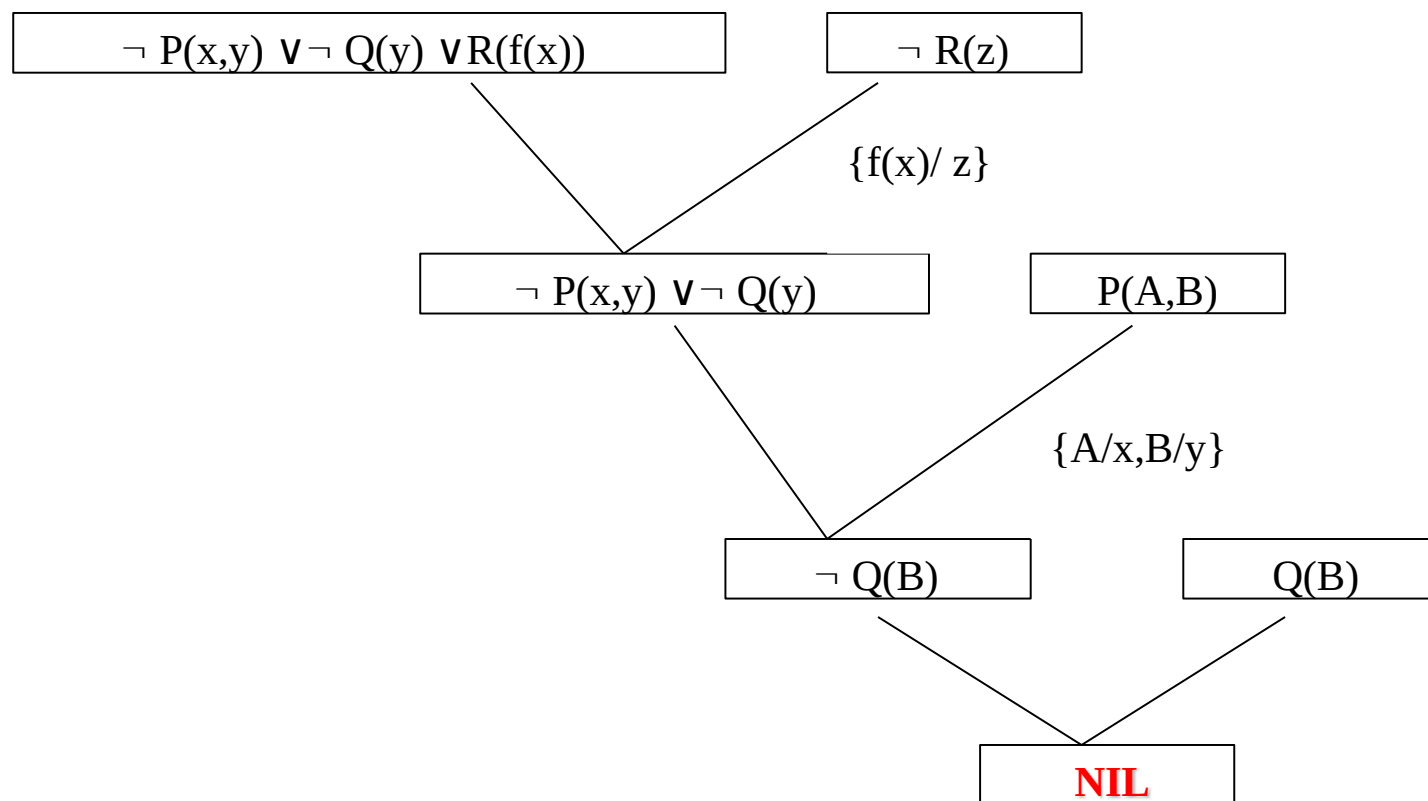 ¬ P(x,y) ∨¬ Q(y) ∨R(f(x))
¬ R(z)
{f(x)/ z}
¬ P(x,y) ∨¬ Q(y)
P(A,B)
{A/x,B/y}
¬ Q(B)
Q(B)
NIL